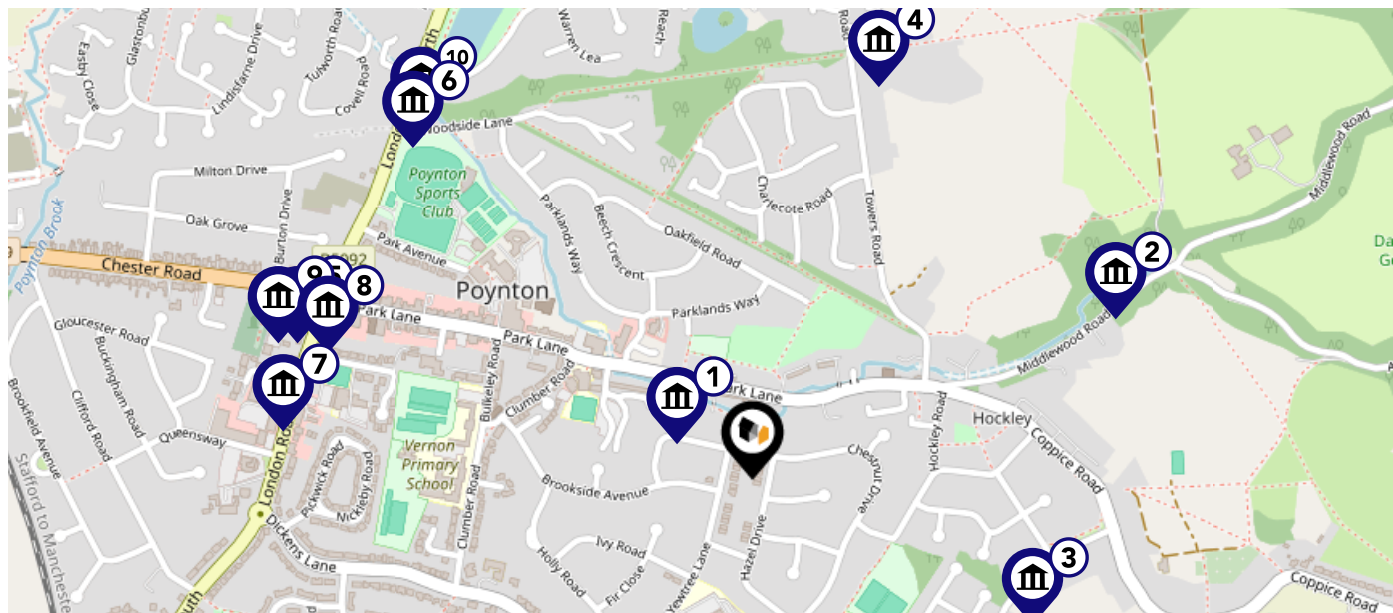 4
10
6
2
9
5
8
7
1
3
Easby Close
Lindisfarne Drive
Tulworth Road
Covell Road
Warren Lea
Reach
Road
Woodside Lane
Milton Drive
Oak Grove
Burton Drive
Poynton
Sports
Club
Park Avenue
Parklands Way
Beech Crescent
Oakfield Road
Charlecote Road
Towers Road
Middlewood Road
Poynton Brook
Chester Road
Poynton
Park Lane
Park Lane
Parklands Way
Park Lane
Middlewood Road
Gloucester Road
Buckingham Road
Clifford Road
Brookfield Avenue
Queensway
Bulkeley Road
Clumber Road
Vernon
Primary
School
Clumber Road
London Road
Pickwick Road
Nickleby Road
Dickens Lane
Brookside Avenue
Ivy Road
Holly Road
Fir Close
Yewtree Lane
Hazel Drive
Chestnut Drive
Hockley Road
Hockley
Coppice Road
Coppice Road
Stafford to Manchester